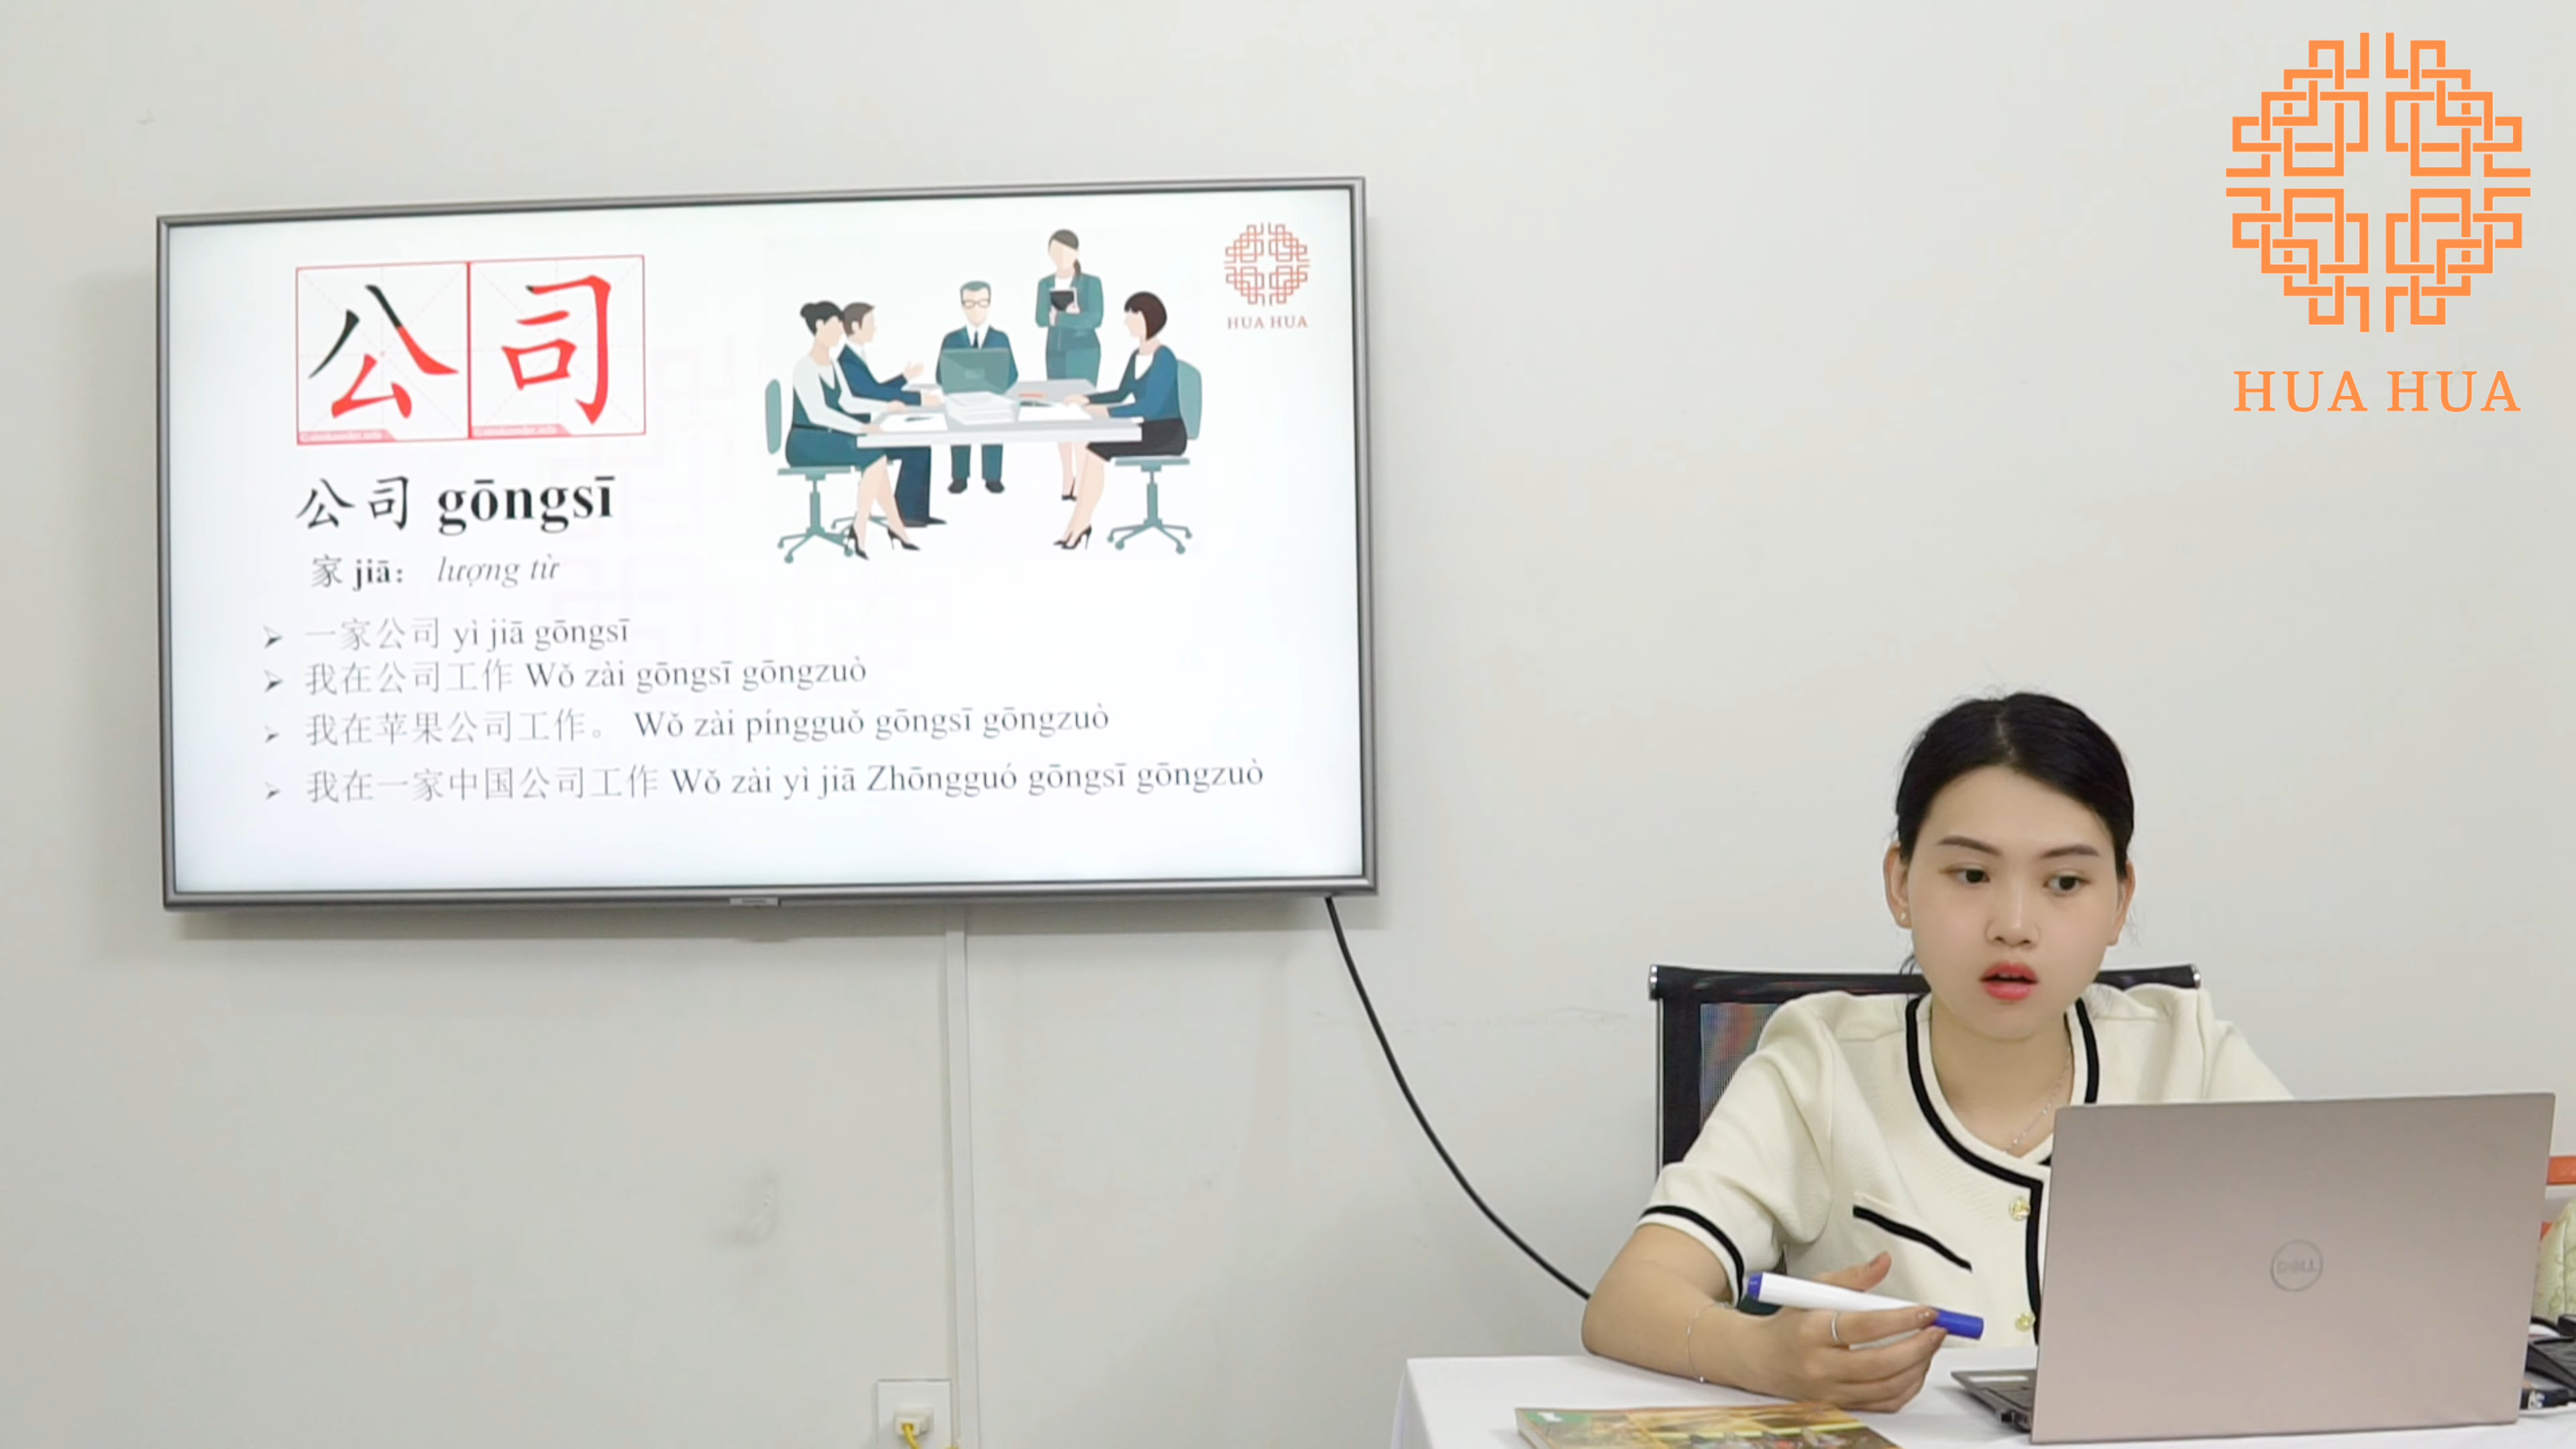 公司
HUA HUA
公司 gōngsī
家 jiā： lượng từ
➢ 一家公司 yì jiā gōngsī
➢ 我在公司工作 Wǒ zài gōngsī gōngzuò
➢ 我在苹果公司工作。 Wǒ zài píngguǒ gōngsī gōngzuò
➢ 我在一家中国公司工作 Wǒ zài yì jiā Zhōngguó gōngsī gōngzuò
HUA HUA
DELL